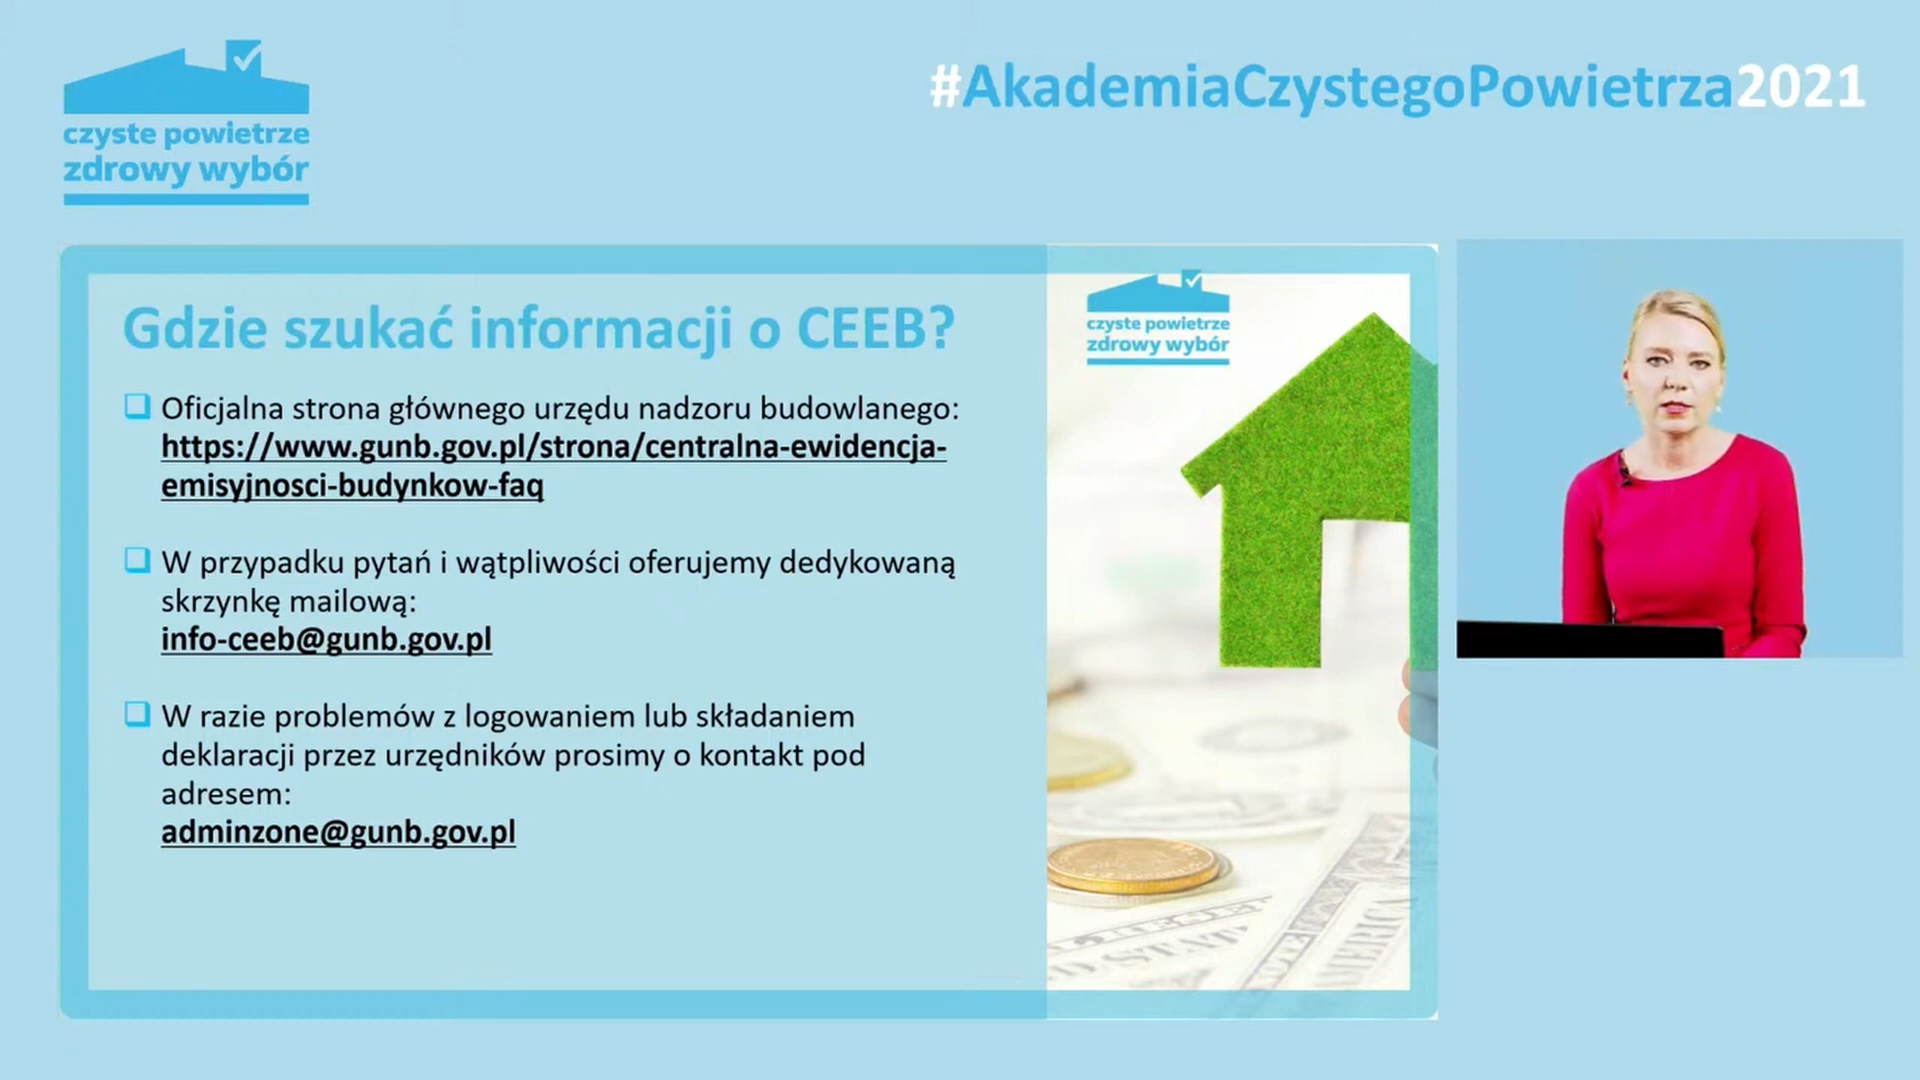 czyste powietrze
zdrowy wybór
#AkademiaCzystegoPowietrza2021
Gdzie szukać informacji o CEEB?
Oficjalna strona głównego urzędu nadzoru budowlanego:
https://www.gunb.gov.pl/strona/centralna-ewidencja-
emisyjnosci-budynkow-faq
W przypadku pytań i wątpliwości oferujemy dedykowaną
skrzynkę mailową:
info-ceeb@gunb.gov.pl
W razie problemów z logowaniem lub składaniem
deklaracji przez urzędników prosimy o kontakt pod
adresem:
adminzone@gunb.gov.pl
czyste powietrze
zdrowy wybór
AMERICA